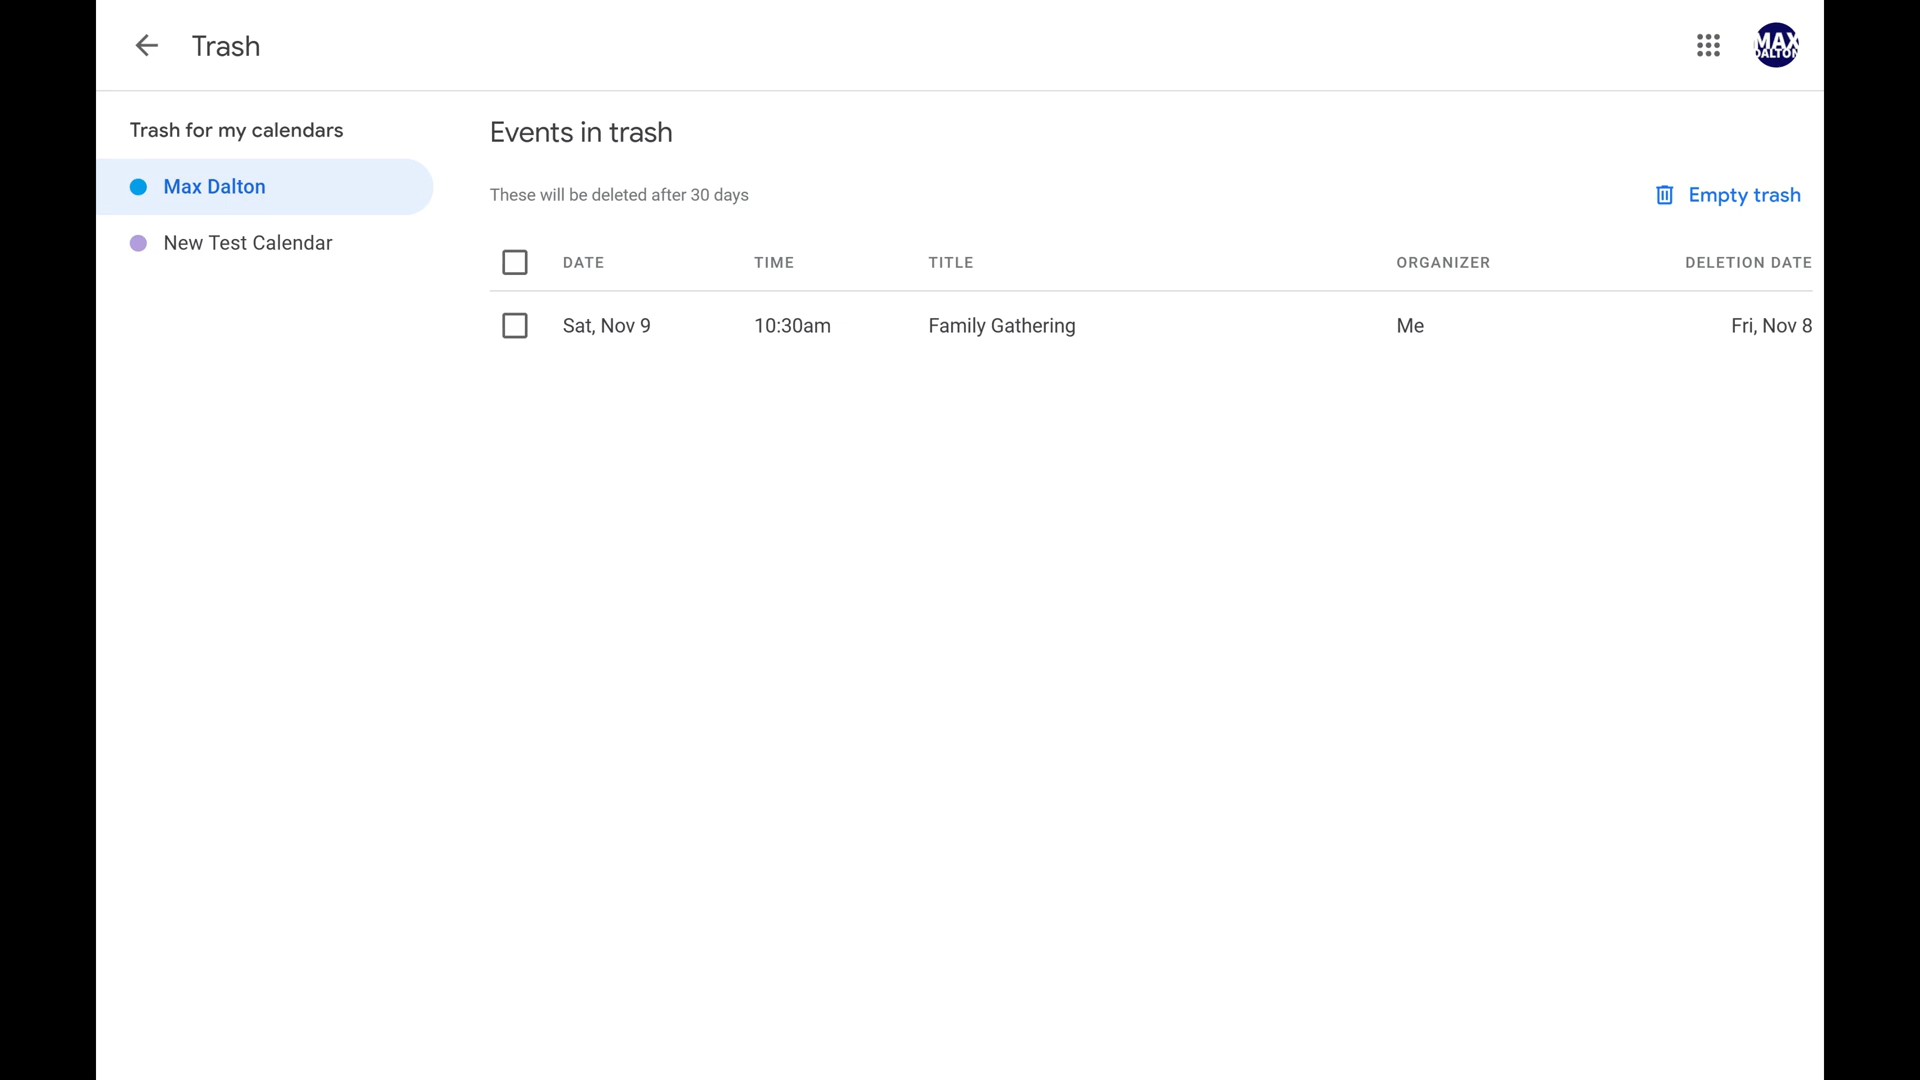 Trash
MAX
DALTON
Trash for my calendars
Max Dalton
New Test Calendar
Events in trash
These will be deleted after 30 days
Empty trash
DATE TIME TITLE ORGANIZER DELETION DATE
Sat, Nov 9 10:30am Family Gathering Me Fri, Nov 8